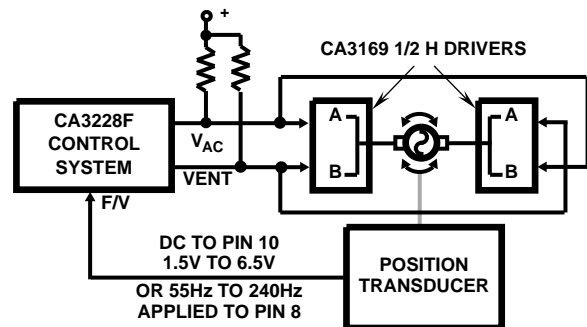 +
CA3169 1/2 H DRIVERS
CA3228F
CONTROL
SYSTEM
VAC
VENT
F/V
A
B
A
B
DC TO PIN 10
1.5V TO 6.5V
OR 55Hz TO 240Hz
APPLIED TO PIN 8
POSITION
TRANSDUCER